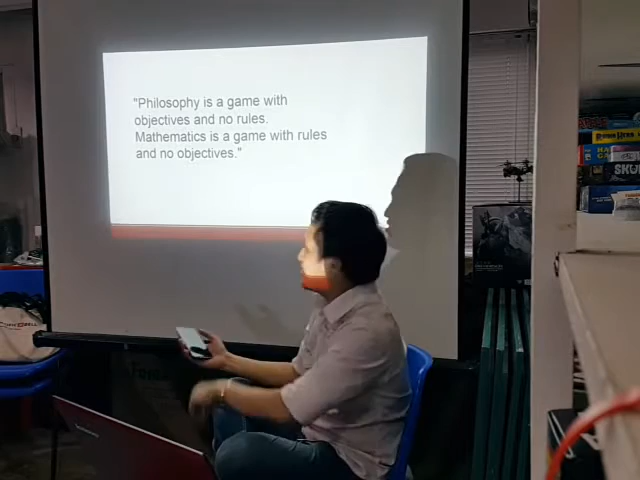 "Philosophy is a game with
objectives and no rules.
Mathematics is a game with rules
and no objectives."